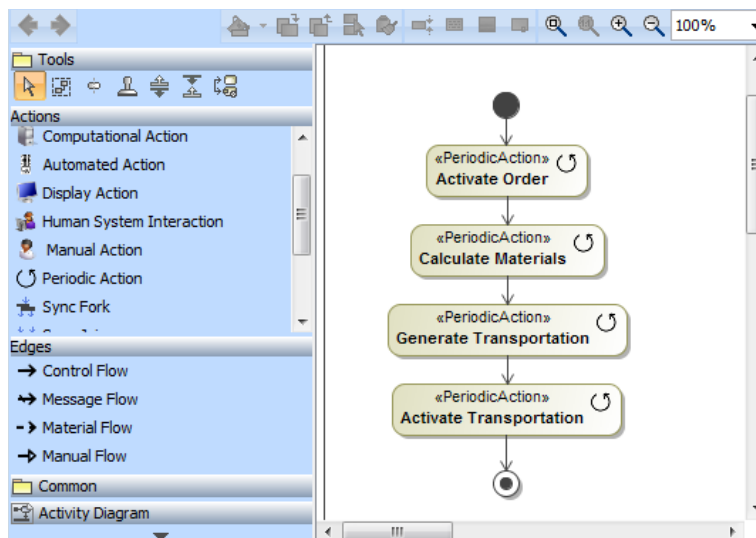 100%
Tools
Actions
Computational Action
Automated Action
Display Action
Human System Interaction
Manual Action
Periodic Action
Sync Fork
Edges
Control Flow
Message Flow
Material Flow
Manual Flow
Common
Activity Diagram
«PeriodicAction»
Activate Order
«PeriodicAction»
Calculate Materials
«PeriodicAction»
Generate Transportation
«PeriodicAction»
Activate Transportation